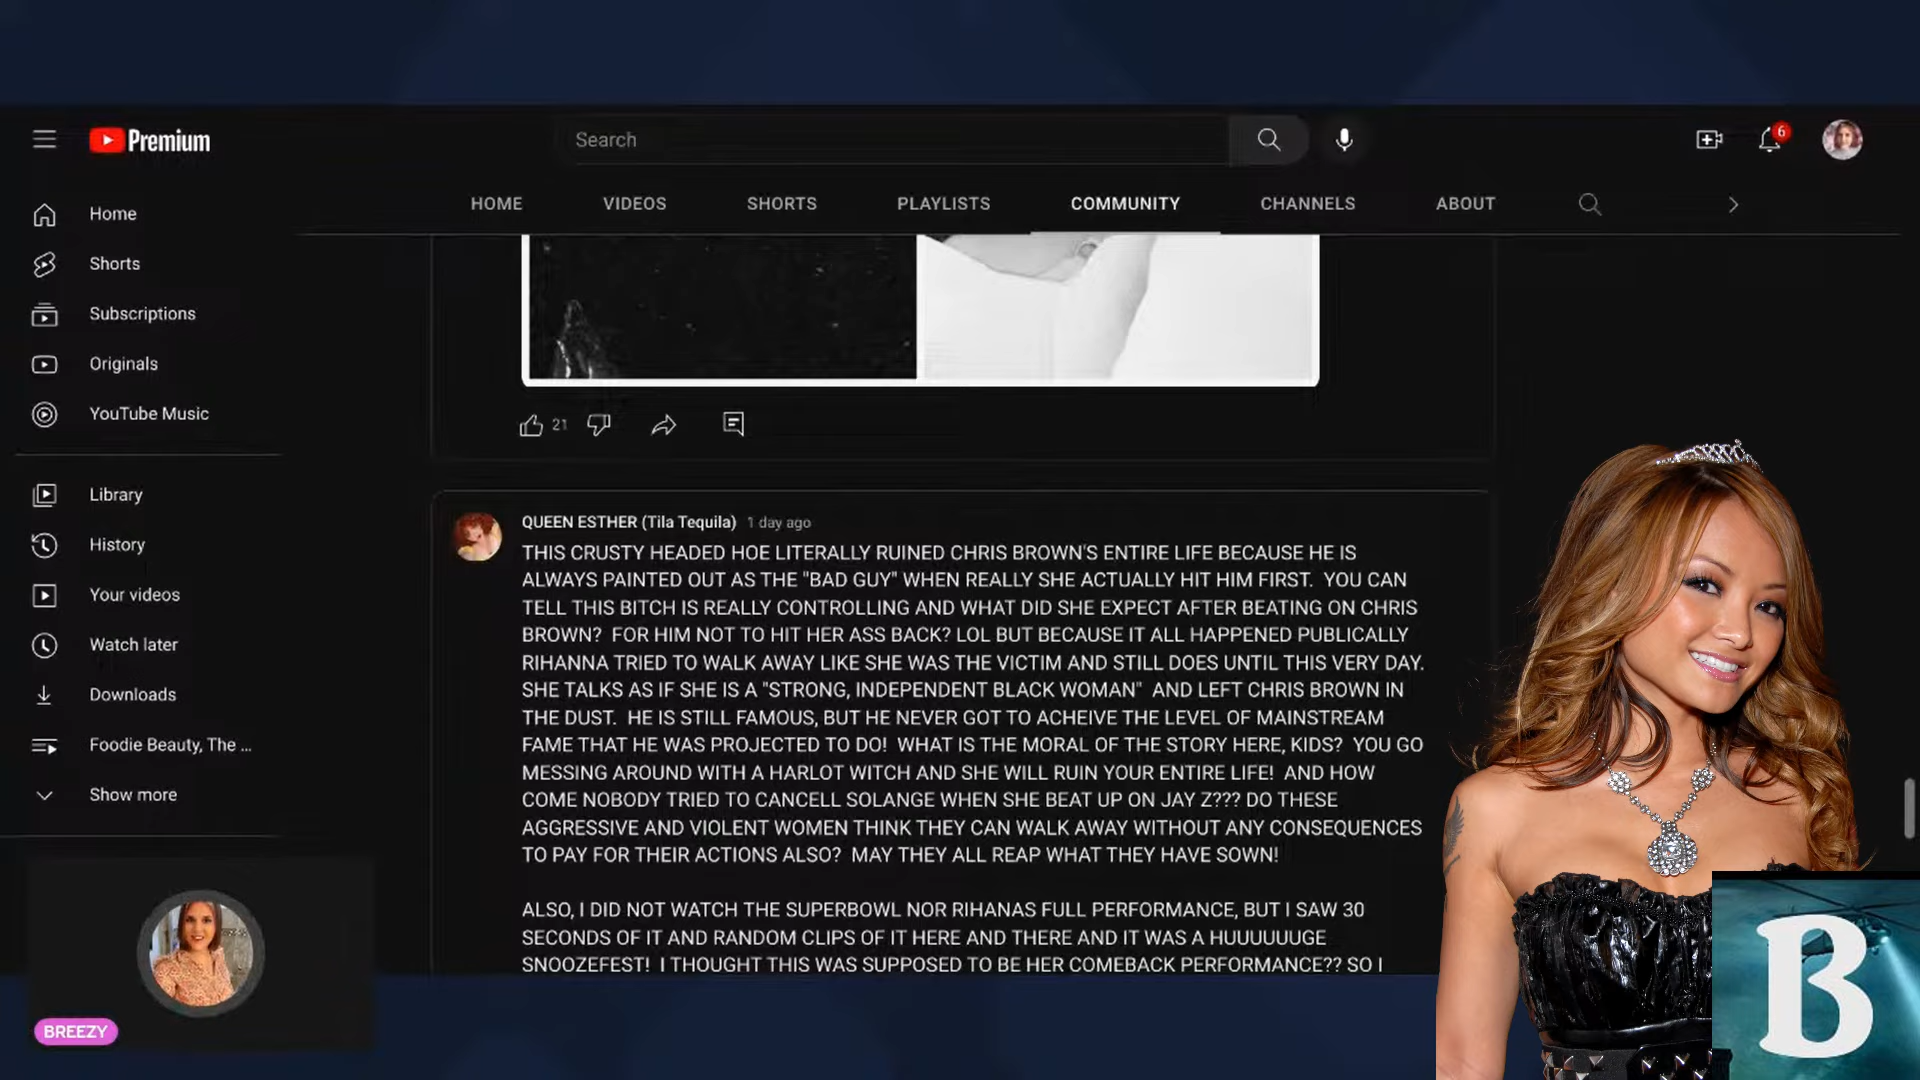 Premium
Search
6
HOME
VIDEOS
SHORTS
PLAYLISTS
COMMUNITY
CHANNELS
ABOUT
Home
Shorts
Subscriptions
Originals
YouTube Music
Library
History
Your videos
Watch later
Downloads
Foodie Beauty, The ...
Show more
21
QUEEN ESTHER (Tila Tequila) 1 day ago
THIS CRUSTY HEADED HOE LITERALLY RUINED CHRIS BROWN'S ENTIRE LIFE BECAUSE HE IS
ALWAYS PAINTED OUT AS THE "BAD GUY" WHEN REALLY SHE ACTUALLY HIT HIM FIRST. YOU CAN
TELL THIS BITCH IS REALLY CONTROLLING AND WHAT DID SHE EXPECT AFTER BEATING ON CHRIS
BROWN? FOR HIM NOT TO HIT HER ASS BACK? LOL BUT BECAUSE IT ALL HAPPENED PUBLICALLY
RIHANNA TRIED TO WALK AWAY LIKE SHE WAS THE VICTIM AND STILL DOES UNTIL THIS VERY DAY.
SHE TALKS AS IF SHE IS A "STRONG, INDEPENDENT BLACK WOMAN" AND LEFT CHRIS BROWN IN
THE DUST. HE IS STILL FAMOUS, BUT HE NEVER GOT TO ACHEIVE THE LEVEL OF MAINSTREAM
FAME THAT HE WAS PROJECTED TO DO! WHAT IS THE MORAL OF THE STORY HERE, KIDS? YOU GO
MESSING AROUND WITH A HARLOT WITCH AND SHE WILL RUIN YOUR ENTIRE LIFE! AND HOW
COME NOBODY TRIED TO CANCELL SOLANGE WHEN SHE BEAT UP ON JAY Z??? DO THESE
AGGRESSIVE AND VIOLENT WOMEN THINK THEY CAN WALK AWAY WITHOUT ANY CONSEQUENCES
TO PAY FOR THEIR ACTIONS ALSO? MAY THEY ALL REAP WHAT THEY HAVE SOWN!
ALSO, I DID NOT WATCH THE SUPERBOWL NOR RIHANAS FULL PERFORMANCE, BUT I SAW 30
SECONDS OF IT AND RANDOM CLIPS OF IT HERE AND THERE AND IT WAS A HUUUUUUGE
SNOOZEFEST! I THOUGHT THIS WAS SUPPOSED TO BE HER COMEBACK PERFORMANCE?? SO I
BREEZY
B